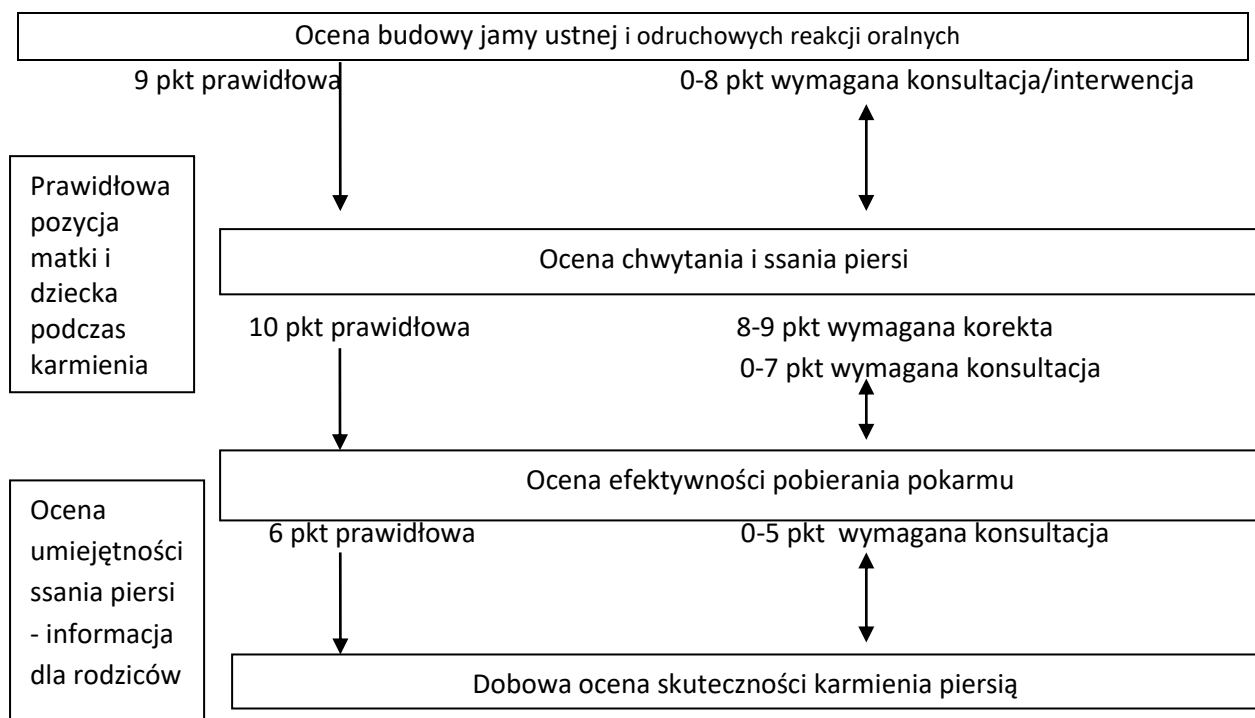 Ocena budowy jamy ustnej i odruchowych reakcji oralnych
9 pkt prawidłowa
0-8 pkt wymagana konsultacja/interwencja
Prawidłowa
pozycja
matki i
dziecka
podczas
karmienia
Ocena chwytania i ssania piersi
10 pkt prawidłowa
8-9 pkt wymagana korekta
0-7 pkt wymagana konsultacja
Ocena efektywności pobierania pokarmu
6 pkt prawidłowa
0-5 pkt wymagana konsultacja
Ocena
umiejętności
ssania piersi
- informacja
dla rodziców
Dobowa ocena skuteczności karmienia piersią